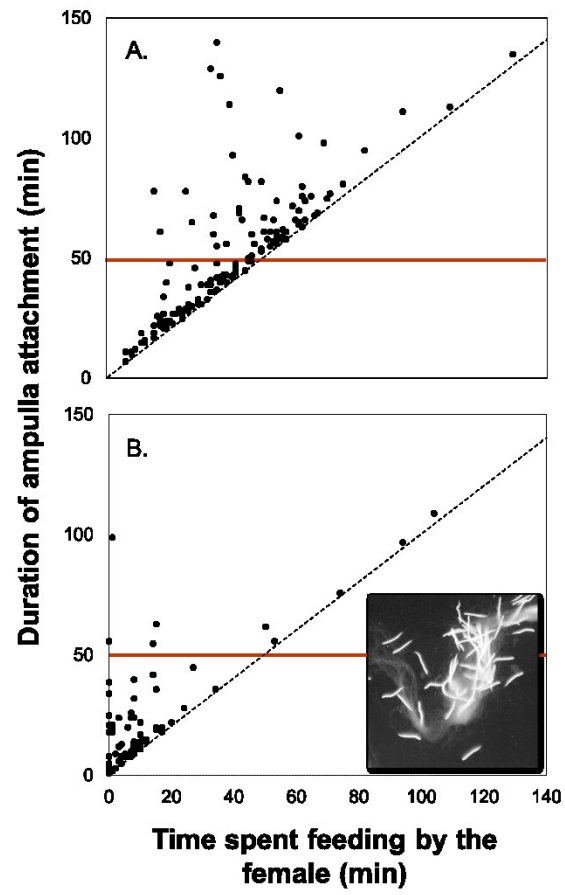 150
A.
100
50
0
150
B.
100
50
0
0 20 40 60 80 100 120 140
Duration of ampulla attachment (min)
Time spent feeding by the
female (min)